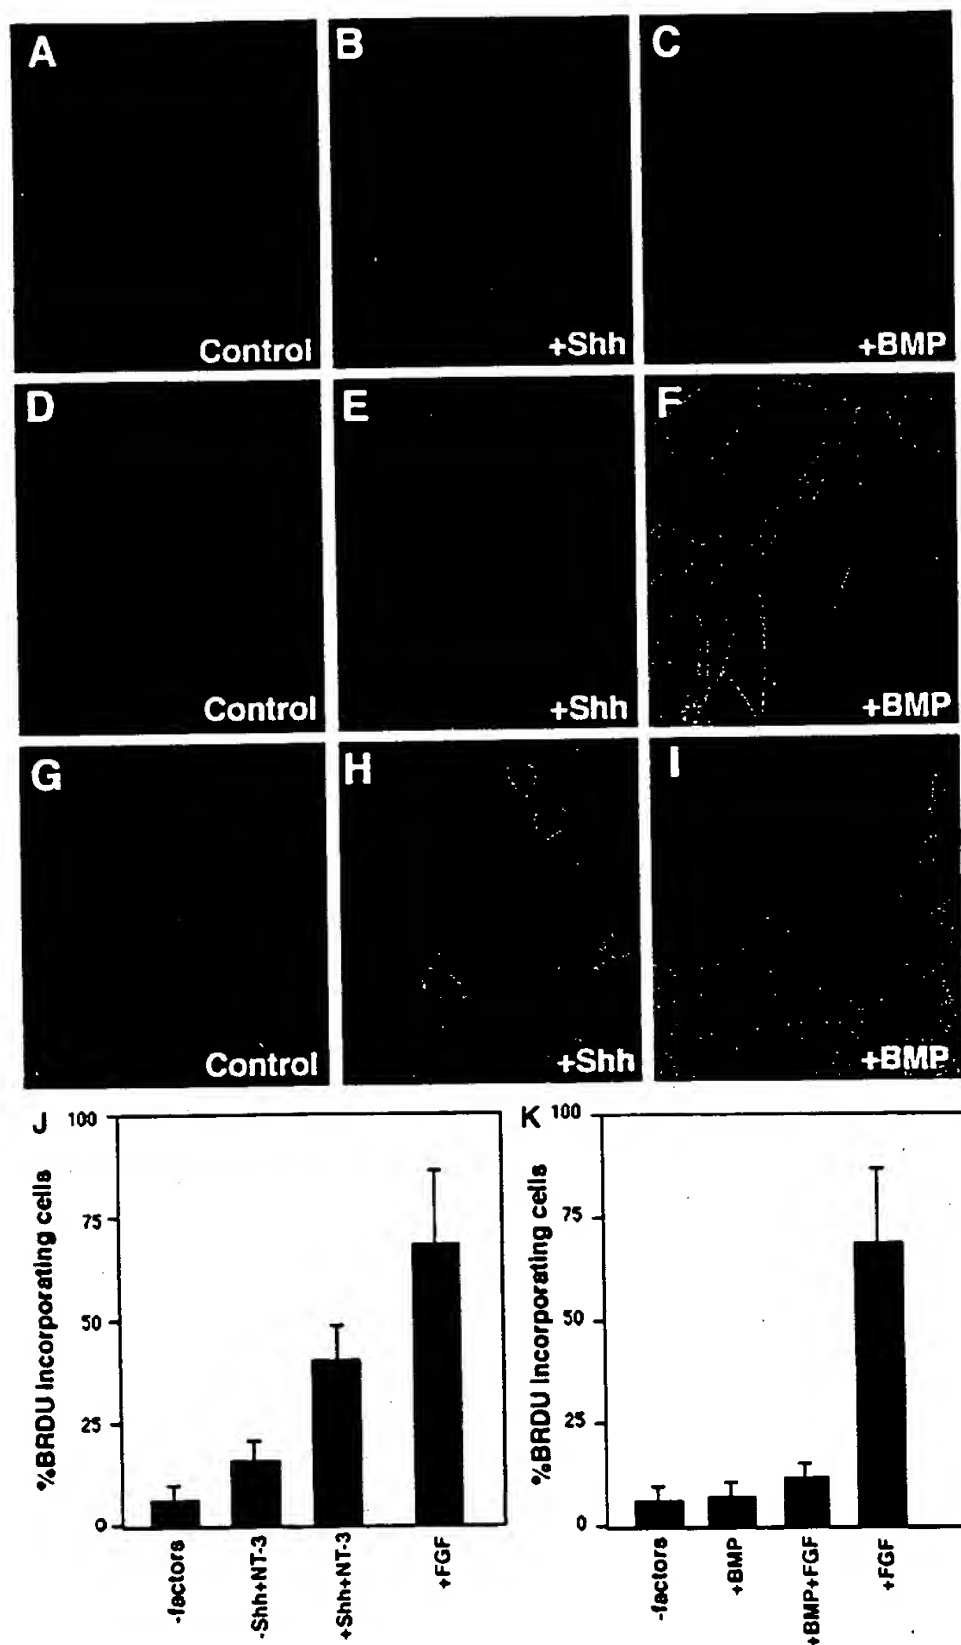 A
B
C
Control
+Shh
+BMP
D
E
F
Control
+Shh
+BMP
G
H
I
Control
+Shh
+BMP
J
%BRDU Incorporating cells
100
75
50
25
0
-factors
-Shh+NT-3
+Shh+NT-3
+FGF
K
%BRDU Incorporating cells
100
75
50
25
0
-factors
+BMP
+BMP+FGF
+FGF